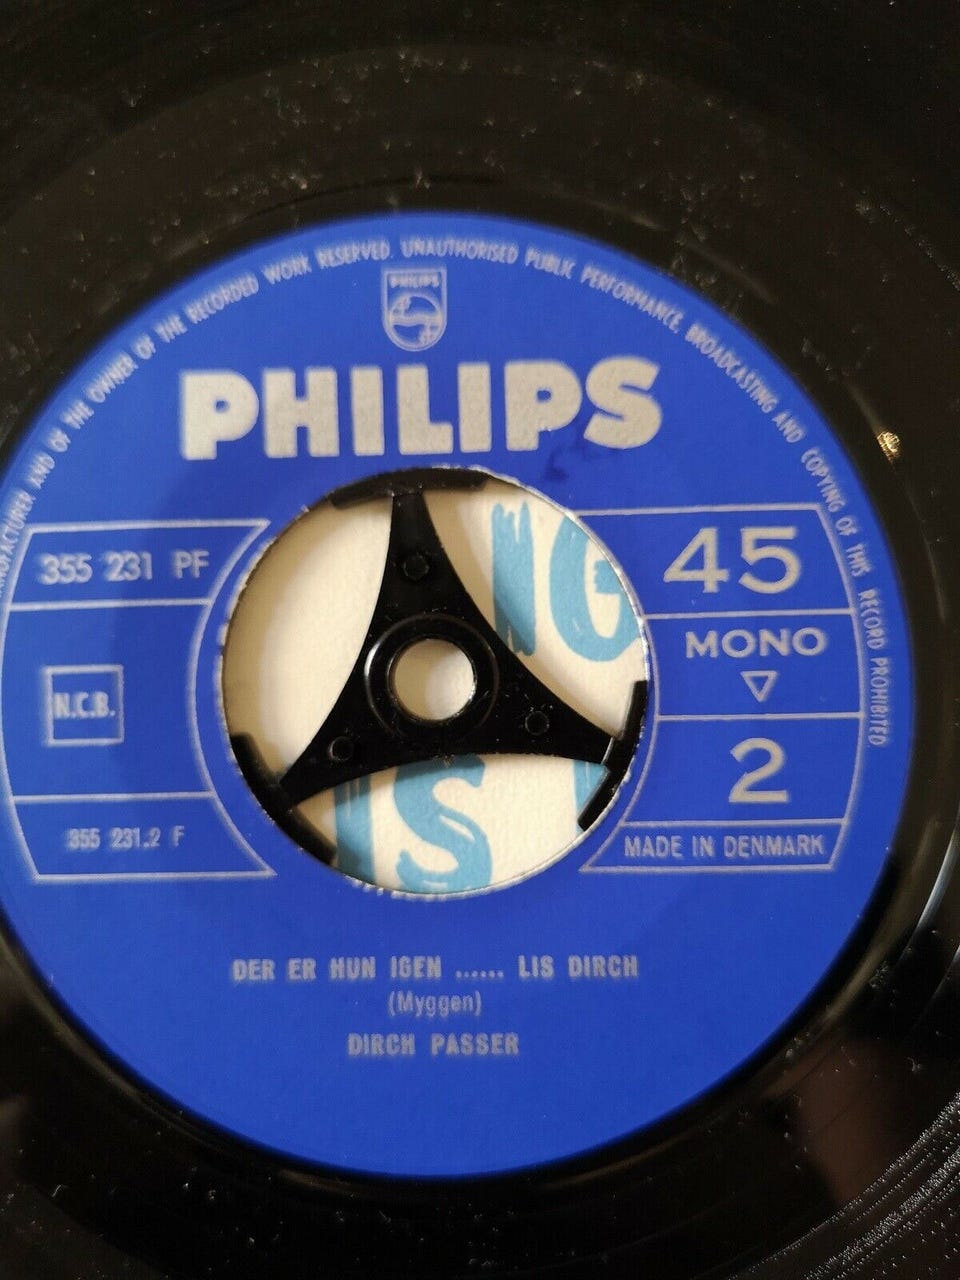 MANUFACTURER AND OF THE OWNER OF THE RECORDED WORK RESERVED. UNAUTHORISED PUBLIC PERFORMANCE, BROADCASTING AND COPYING OF THIS RECORD PROHIBITED
PHILIPS
PHILIPS
355 231 PF
N.C.B.
355 231.2 F
IG
IS
45
MONO
2
MADE IN DENMARK
DER ER HUN IGEN ...... LIS DIRCH
(Myggen)
DIRCH PASSER